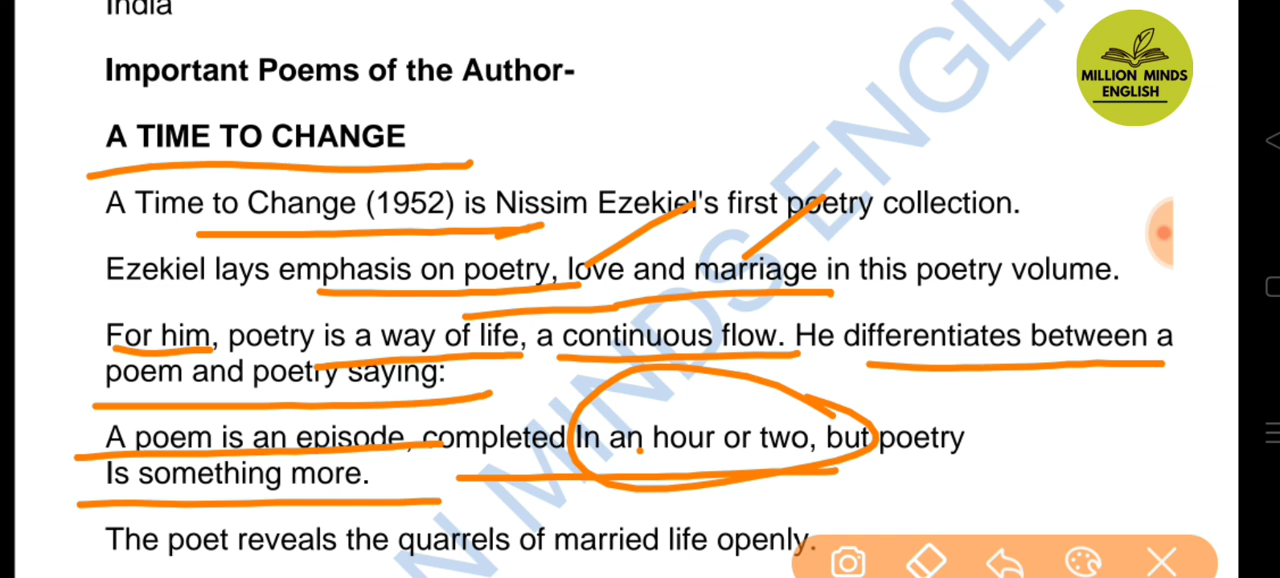 India
Important Poems of the Author-
MILLION MINDS
ENGLISH
A TIME TO CHANGE
A Time to Change (1952) is Nissim Ezekiel's first poetry collection.
Ezekiel lays emphasis on poetry, love and marriage in this poetry volume.
For him, poetry is a way of life, a continuous flow. He differentiates between a
poem and poetry saying:
A poem is an episode, completed In an hour or two, but poetry
Is something more.
The poet reveals the quarrels of married life openly.
N MINDS ENGLI